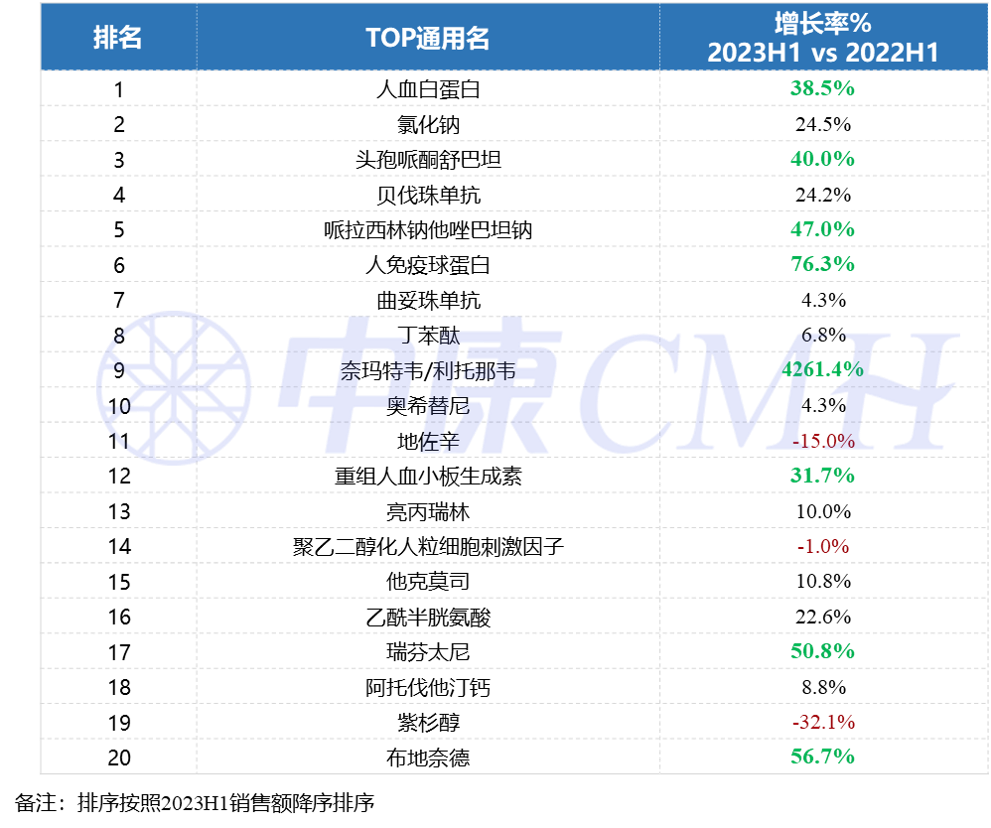 排名 TOP通用名 增长率%
2023H1 vs 2022H1
1 人血白蛋白 38.5%
2 氯化钠 24.5%
3 头孢哌酮舒巴坦 40.0%
4 贝伐珠单抗 24.2%
5 哌拉西林钠他唑巴坦钠 47.0%
6 人免疫球蛋白 76.3%
7 曲妥珠单抗 4.3%
8 丁苯酞 6.8%
9 奈玛特韦/利托那韦 4261.4%
10 奥希替尼 4.3%
11 地佐辛 -15.0%
12 重组人血小板生成素 31.7%
13 亮丙瑞林 10.0%
14 聚乙二醇化人粒细胞刺激因子 -1.0%
15 他克莫司 10.8%
16 乙酰半胱氨酸 22.6%
17 瑞芬太尼 50.8%
18 阿托伐他汀钙 8.8%
19 紫杉醇 -32.1%
20 布地奈德 56.7%
中康CMH
备注：排序按照2023H1销售额降序排序